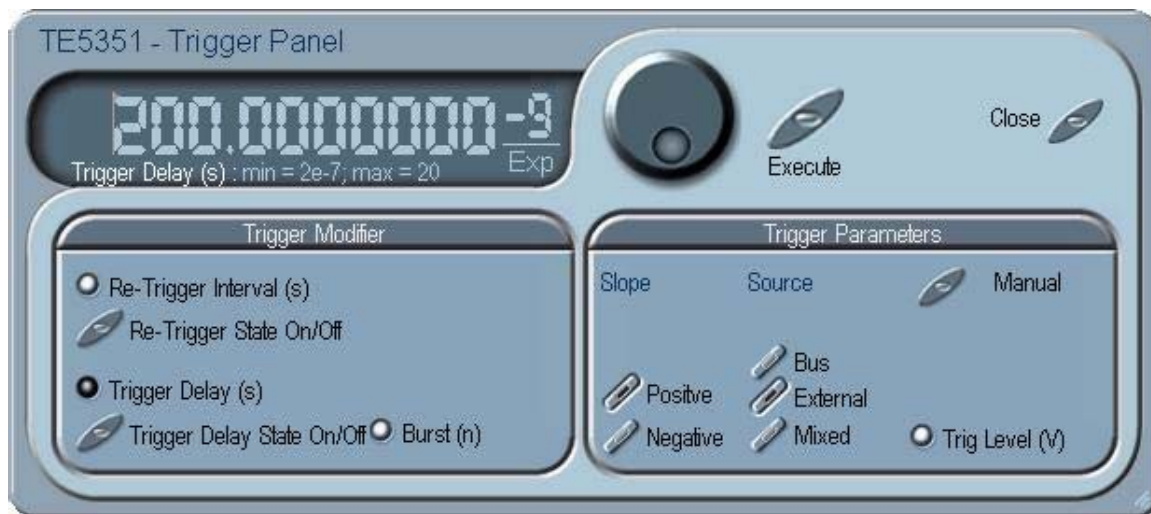 TE5351 - Trigger Panel
200.0000000 -9
Exp
Trigger Delay (s) : min = 2e-7; max = 20
Execute
Close
Trigger Modifier
Re-Trigger Interval (s)
Re-Trigger State On/Off
Trigger Delay (s)
Trigger Delay State On/Off
Burst (n)
Trigger Parameters
Slope
Source
Manual
Bus
Positve
External
Negative
Mixed
Trig Level (V)